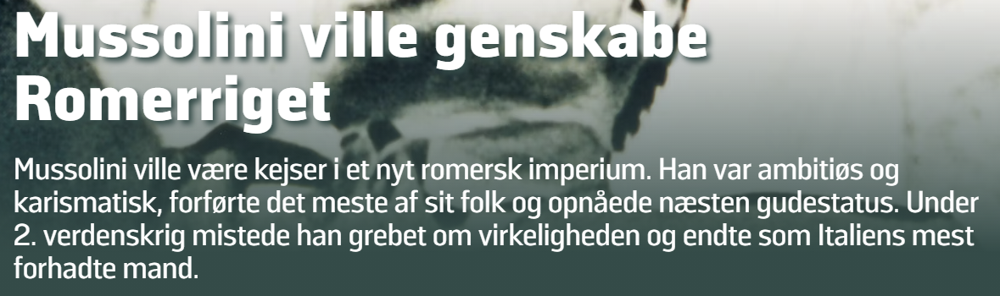 Mussolini ville genskabe
Romerriget
Mussolini ville være kejser i et nyt romersk imperium. Han var ambitiøs og
karismatisk, forførte det meste af sit folk og opnåede næsten gudestatus. Under
2. verdenskrig mistede han grebet om virkeligheden og endte som Italiens mest
forhadte mand.